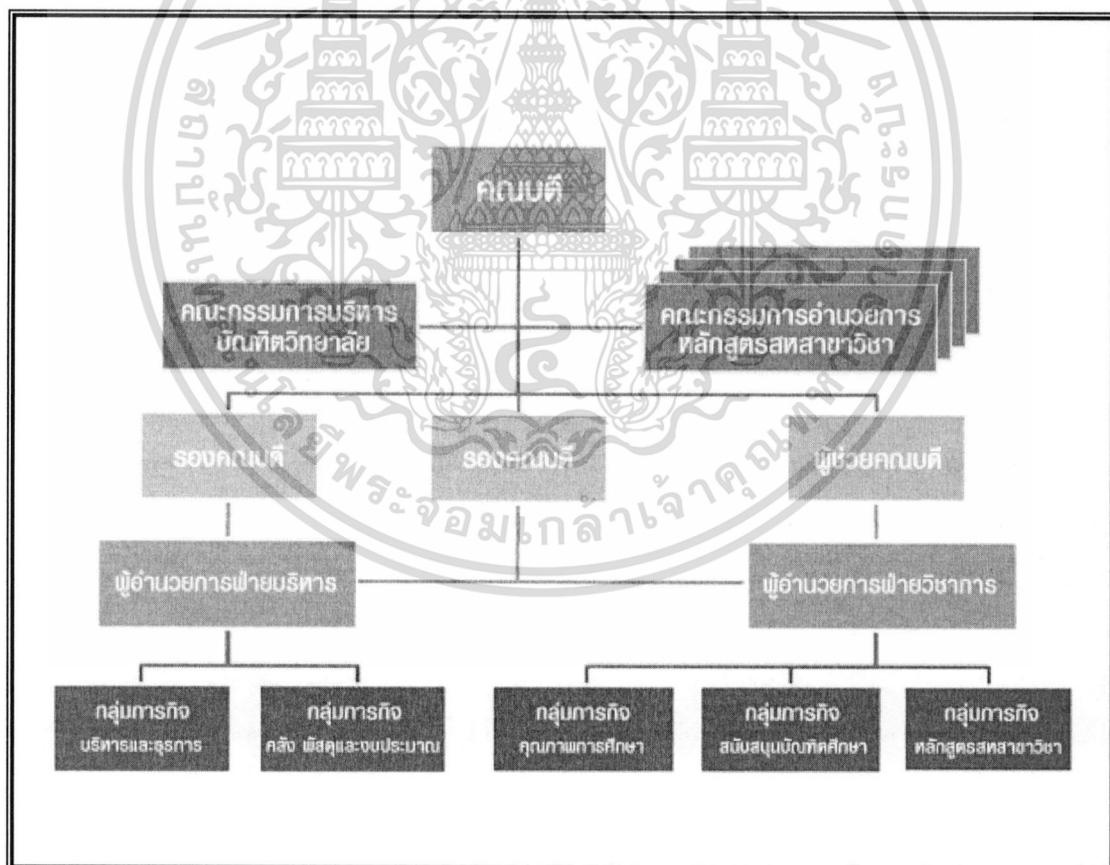 คณบดี
คณะกรรมการบริหาร
บัณฑิตวิทยาลัย
คณะกรรมการอำนวยการ
หลักสูตรสหสาขาวิชา
รองคณบดี
รองคณบดี
ผู้ช่วยคณบดี
ผู้อำนวยการฝ่ายบริหาร
ผู้อำนวยการฝ่ายวิชาการ
กลุ่มภารกิจ
บริหารและธุรการ
กลุ่มภารกิจ
คลัง พัสดุและงบประมาณ
กลุ่มภารกิจ
คุณภาพการศึกษา
กลุ่มภารกิจ
สนับสนุนบัณฑิตศึกษา
กลุ่มภารกิจ
หลักสูตรสหสาขาวิชา